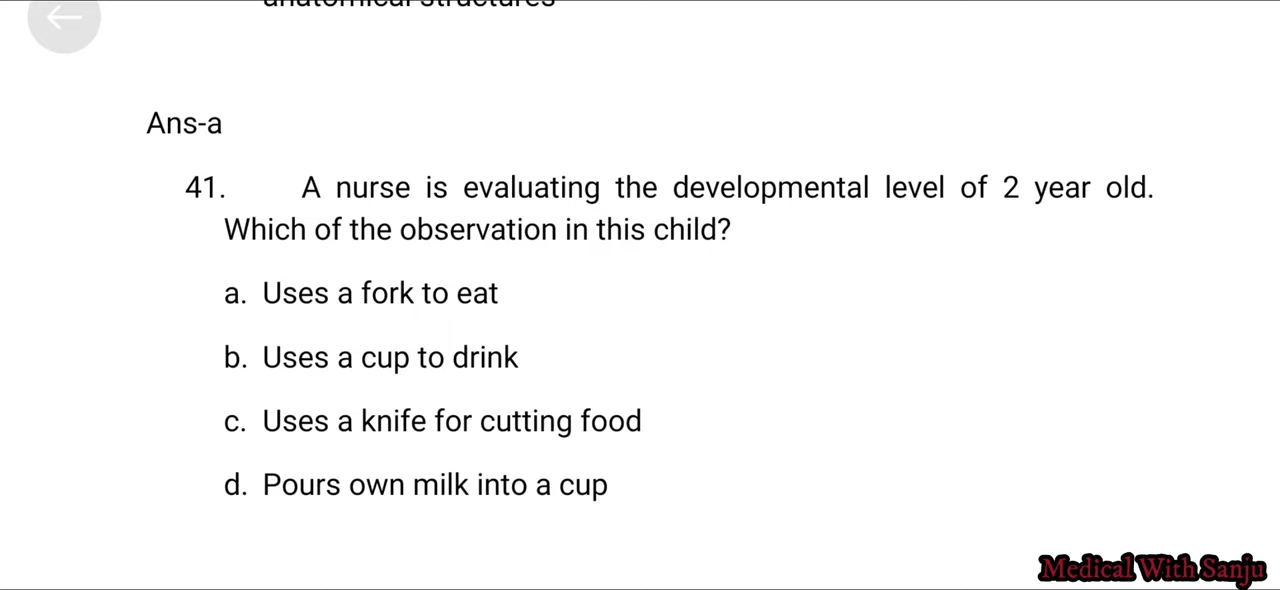 anatomical structures
Ans-a
41. A nurse is evaluating the developmental level of 2 year old.
Which of the observation in this child?
a. Uses a fork to eat
b. Uses a cup to drink
c. Uses a knife for cutting food
d. Pours own milk into a cup
Medical With Sanju